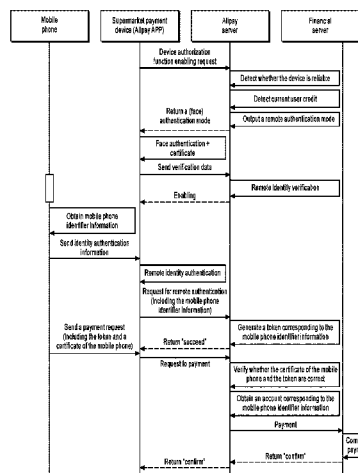 Mobile
phone
Supermarket payment
device (Alipay APP)
Alipay
server
Financial
server
Device authorization
function enabling request
Detect whether the device is reliable
Detect current user credit
Return a (face)
authentication mode
Output a remote authentication mode
Face authentication +
certificate
Send verification data
Remote identity verification
Enabling
Obtain mobile phone
identifier information
Send identity authentication
information
Remote identity authentication
Request for remote authentication
(including the mobile phone
identifier information)
Generate a token corresponding to the
mobile phone identifier information
Send a payment request
(including the token and a
certificate of the mobile phone)
Return "succeed"
Request to payment
Verify whether the certificate of the mobile
phone and the token are correct
Obtain an account corresponding to the
mobile phone identifier information
Payment
Return "confirm"
Return "confirm"